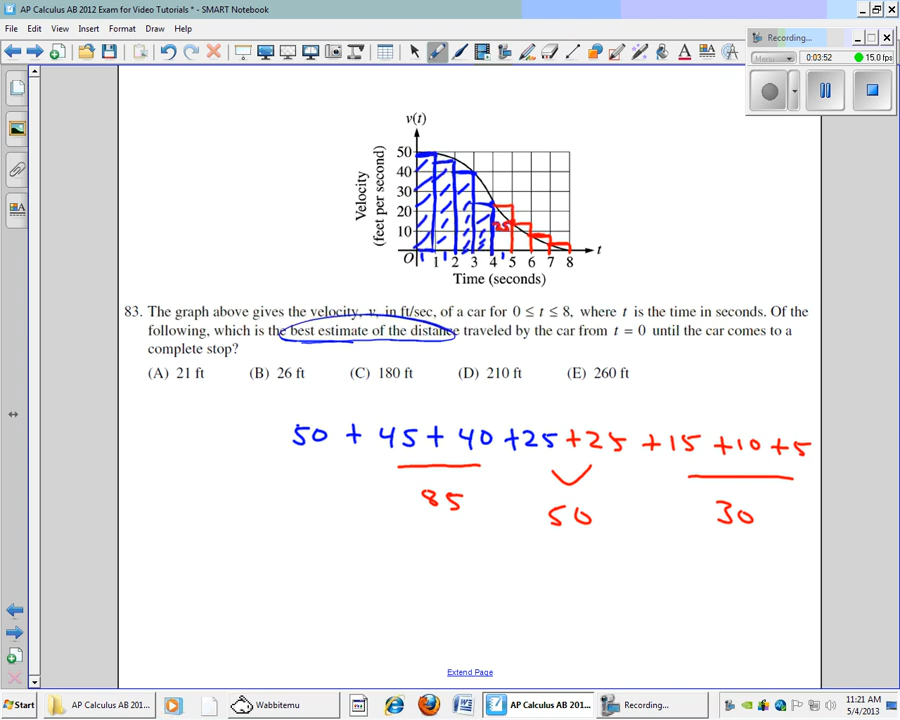 AP Calculus AB 2012 Exam for Video Tutorials * - SMART Notebook
File Edit View Insert Format Draw Help
Recording...
Menu
0:03:52
15.0 fps
v(t)
50
40
30
20
10
O
Velocity
(feet per second)
25
1 1 1
1 2 3 4 5 6 7 8
t
Time (seconds)
83. The graph above gives the velocity, v, in ft/sec, of a car for 0 ≤ t ≤ 8, where t is the time in seconds. Of the
following, which is the best estimate of the distance traveled by the car from t = 0 until the car comes to a
complete stop?
(A) 21 ft (B) 26 ft (C) 180 ft (D) 210 ft (E) 260 ft
50 + 45 + 40 + 25 + 25 + 15 + 10 + 5
85 50 30
Extend Page
Start
AP Calculus AB 201...
Wabbitemu
AP Calculus AB 201...
Recording...
11:21 AM
5/4/2013